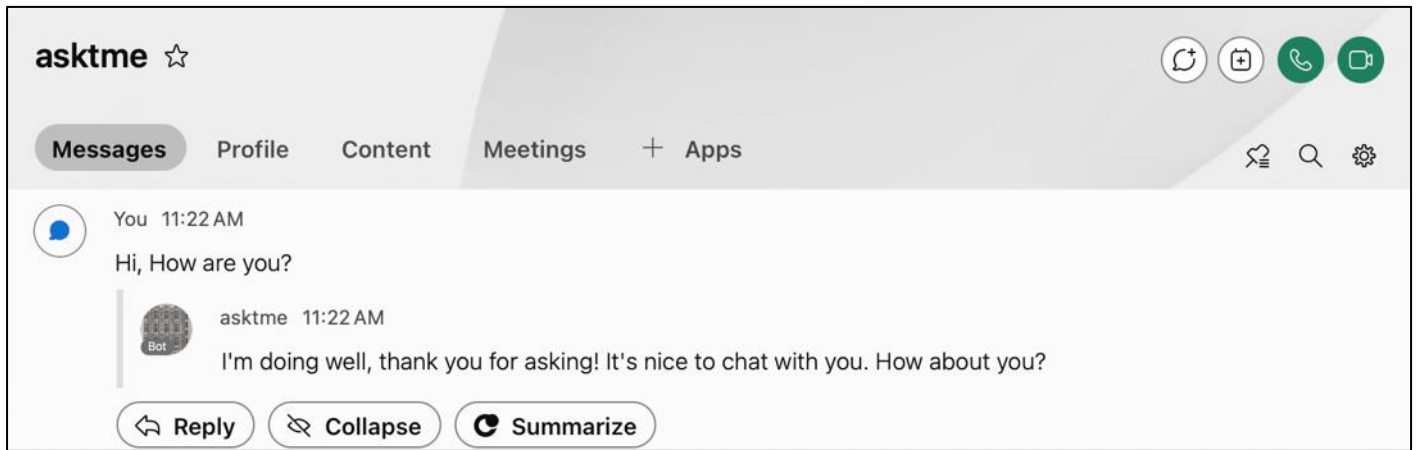 asktme
Messages Profile Content Meetings + Apps
You 11:22 AM
Hi, How are you?
asktme 11:22 AM
Bot
I'm doing well, thank you for asking! It's nice to chat with you. How about you?
Reply Collapse Summarize